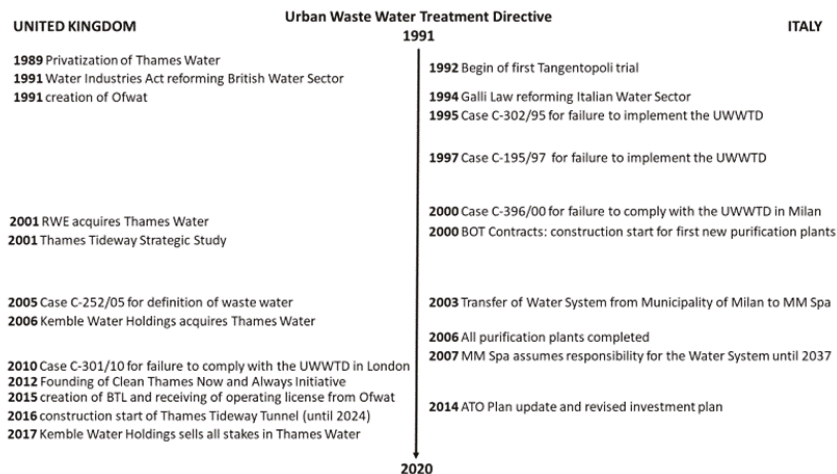 Urban Waste Water Treatment Directive
1991
UNITED KINGDOM
ITALY
1989 Privatization of Thames Water
1991 Water Industries Act reforming British Water Sector
1991 creation of Ofwat
2001 RWE acquires Thames Water
2001 Thames Tideway Strategic Study
2005 Case C-252/05 for definition of waste water
2006 Kemble Water Holdings acquires Thames Water
2010 Case C-301/10 for failure to comply with the UWWTD in London
2012 Founding of Clean Thames Now and Always Initiative
2015 creation of BTL and receiving of operating license from Ofwat
2016 construction start of Thames Tideway Tunnel (until 2024)
2017 Kemble Water Holdings sells all stakes in Thames Water
1992 Begin of first Tangentopoli trial
1994 Galli Law reforming Italian Water Sector
1995 Case C-302/95 for failure to implement the UWWTD
1997 Case C-195/97 for failure to implement the UWWTD
2000 Case C-396/00 for failure to comply with the UWWTD in Milan
2000 BOT Contracts: construction start for first new purification plants
2003 Transfer of Water System from Municipality of Milan to MM Spa
2006 All purification plants completed
2007 MM Spa assumes responsibility for the Water System until 2037
2014 ATO Plan update and revised investment plan
2020